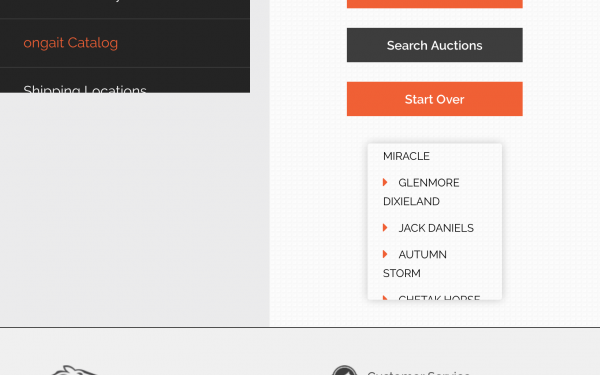 ongait Catalog
Shipping Locations
Search Auctions
Start Over
MIRACLE
GLENMORE
DIXIELAND
JACK DANIELS
AUTUMN
STORM
CHETAK HORSE
Customer Service